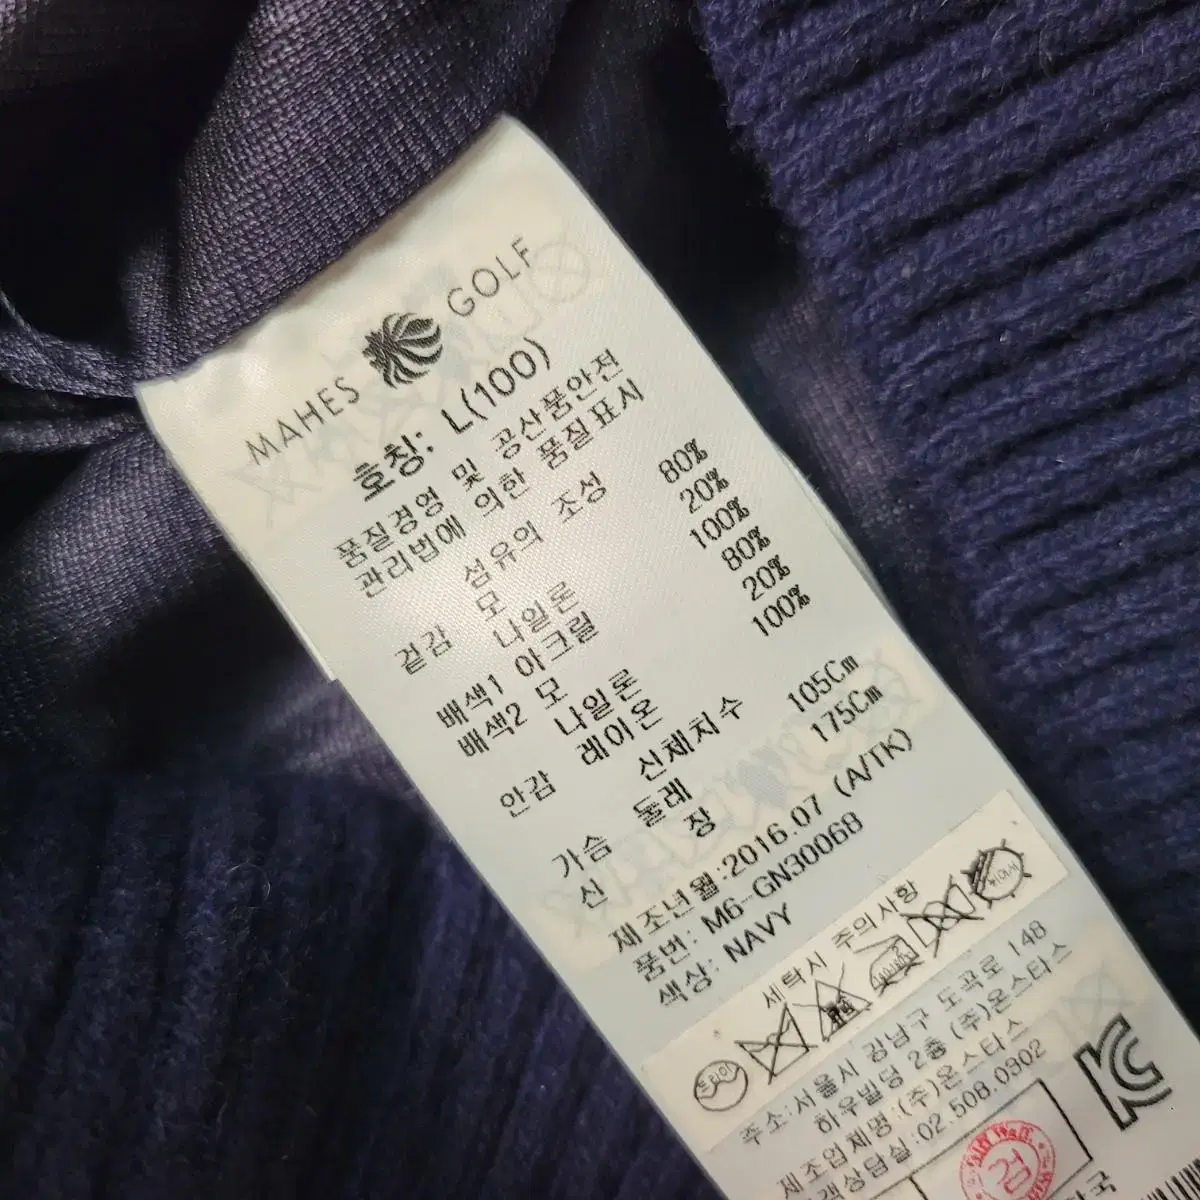 MAHES GOLF
호칭: L(100)
품질경영 및 공산품안전
관리법에 의한 품질표시
섬유의 조성
겉감 모 80%
나일론 20%
배색1 아크릴 100%
배색2 모 80%
나일론 20%
안감 레이온 100%
신체치수
가슴 둘레 105Cm
신 장 175Cm
제조년월:2016.07 (A/TK)
품번: M6-GN30068
색상: NAVY
세탁시 주의사항
드라이
주소:서울시 강남구 도곡로 148
하우빌딩 2층 (주)온스타스
제조업체명:(주)온스타스
객상담실:02.508.0902
검
국